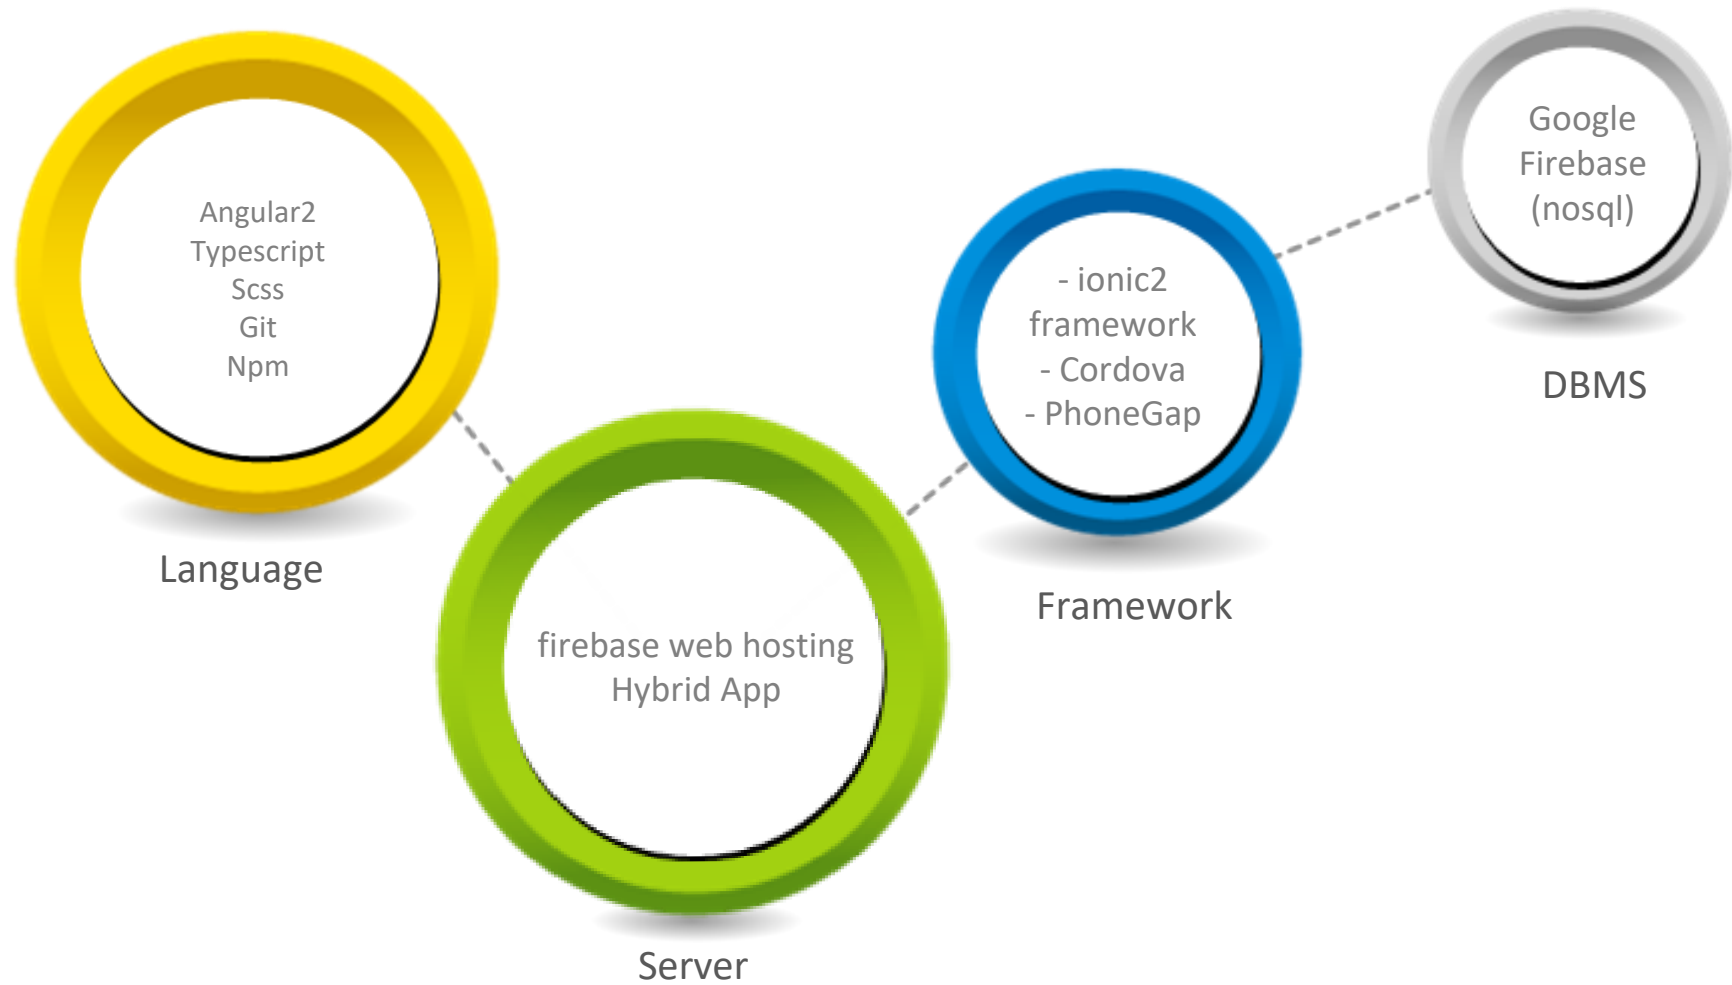 Angular2
Typescript
Scss
Git
Npm
Language
firebase web hosting
Hybrid App
Server
- ionic2
framework
- Cordova
- PhoneGap
Framework
Google
Firebase
(nosql)
DBMS